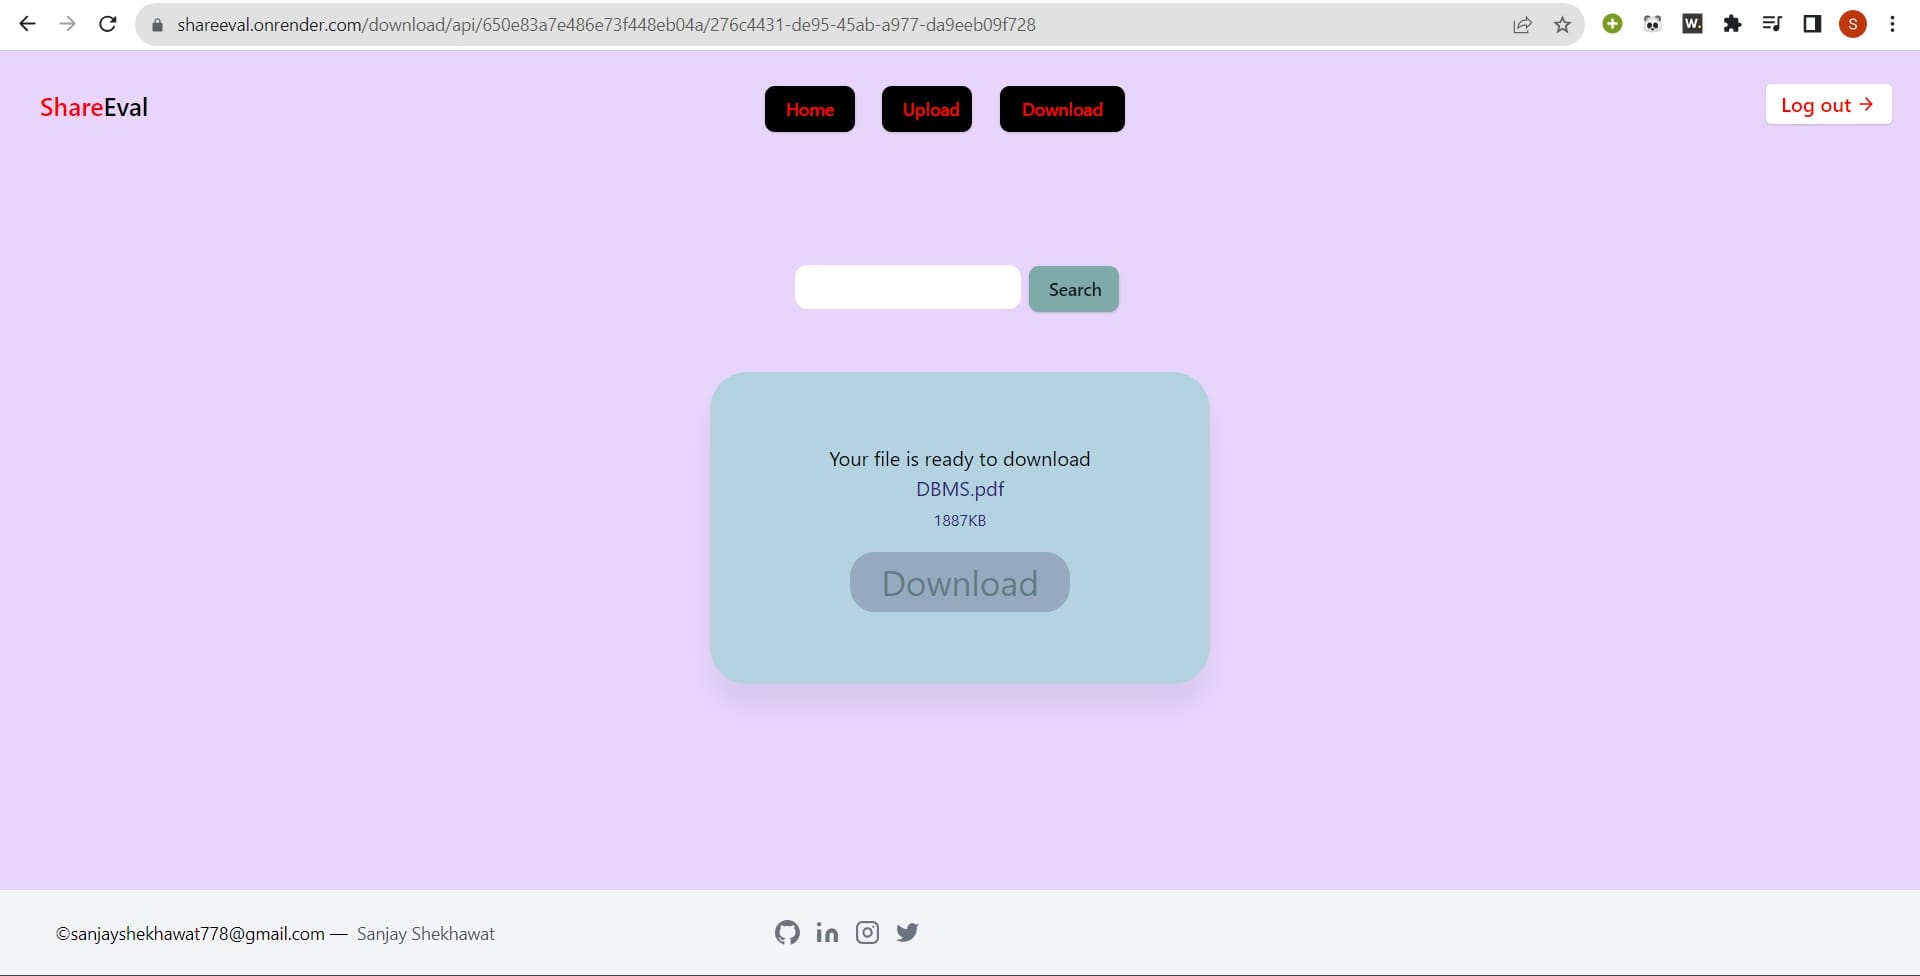 shareeval.onrender.com/download/api/650e83a7e486e73f448eb04a/276c4431-de95-45ab-a977-da9eeb09f728
W.
S
ShareEval
Home
Upload
Download
Log out →
Search
Your file is ready to download
DBMS.pdf
1887KB
Download
©sanjayshekhawat778@gmail.com — Sanjay Shekhawat
in